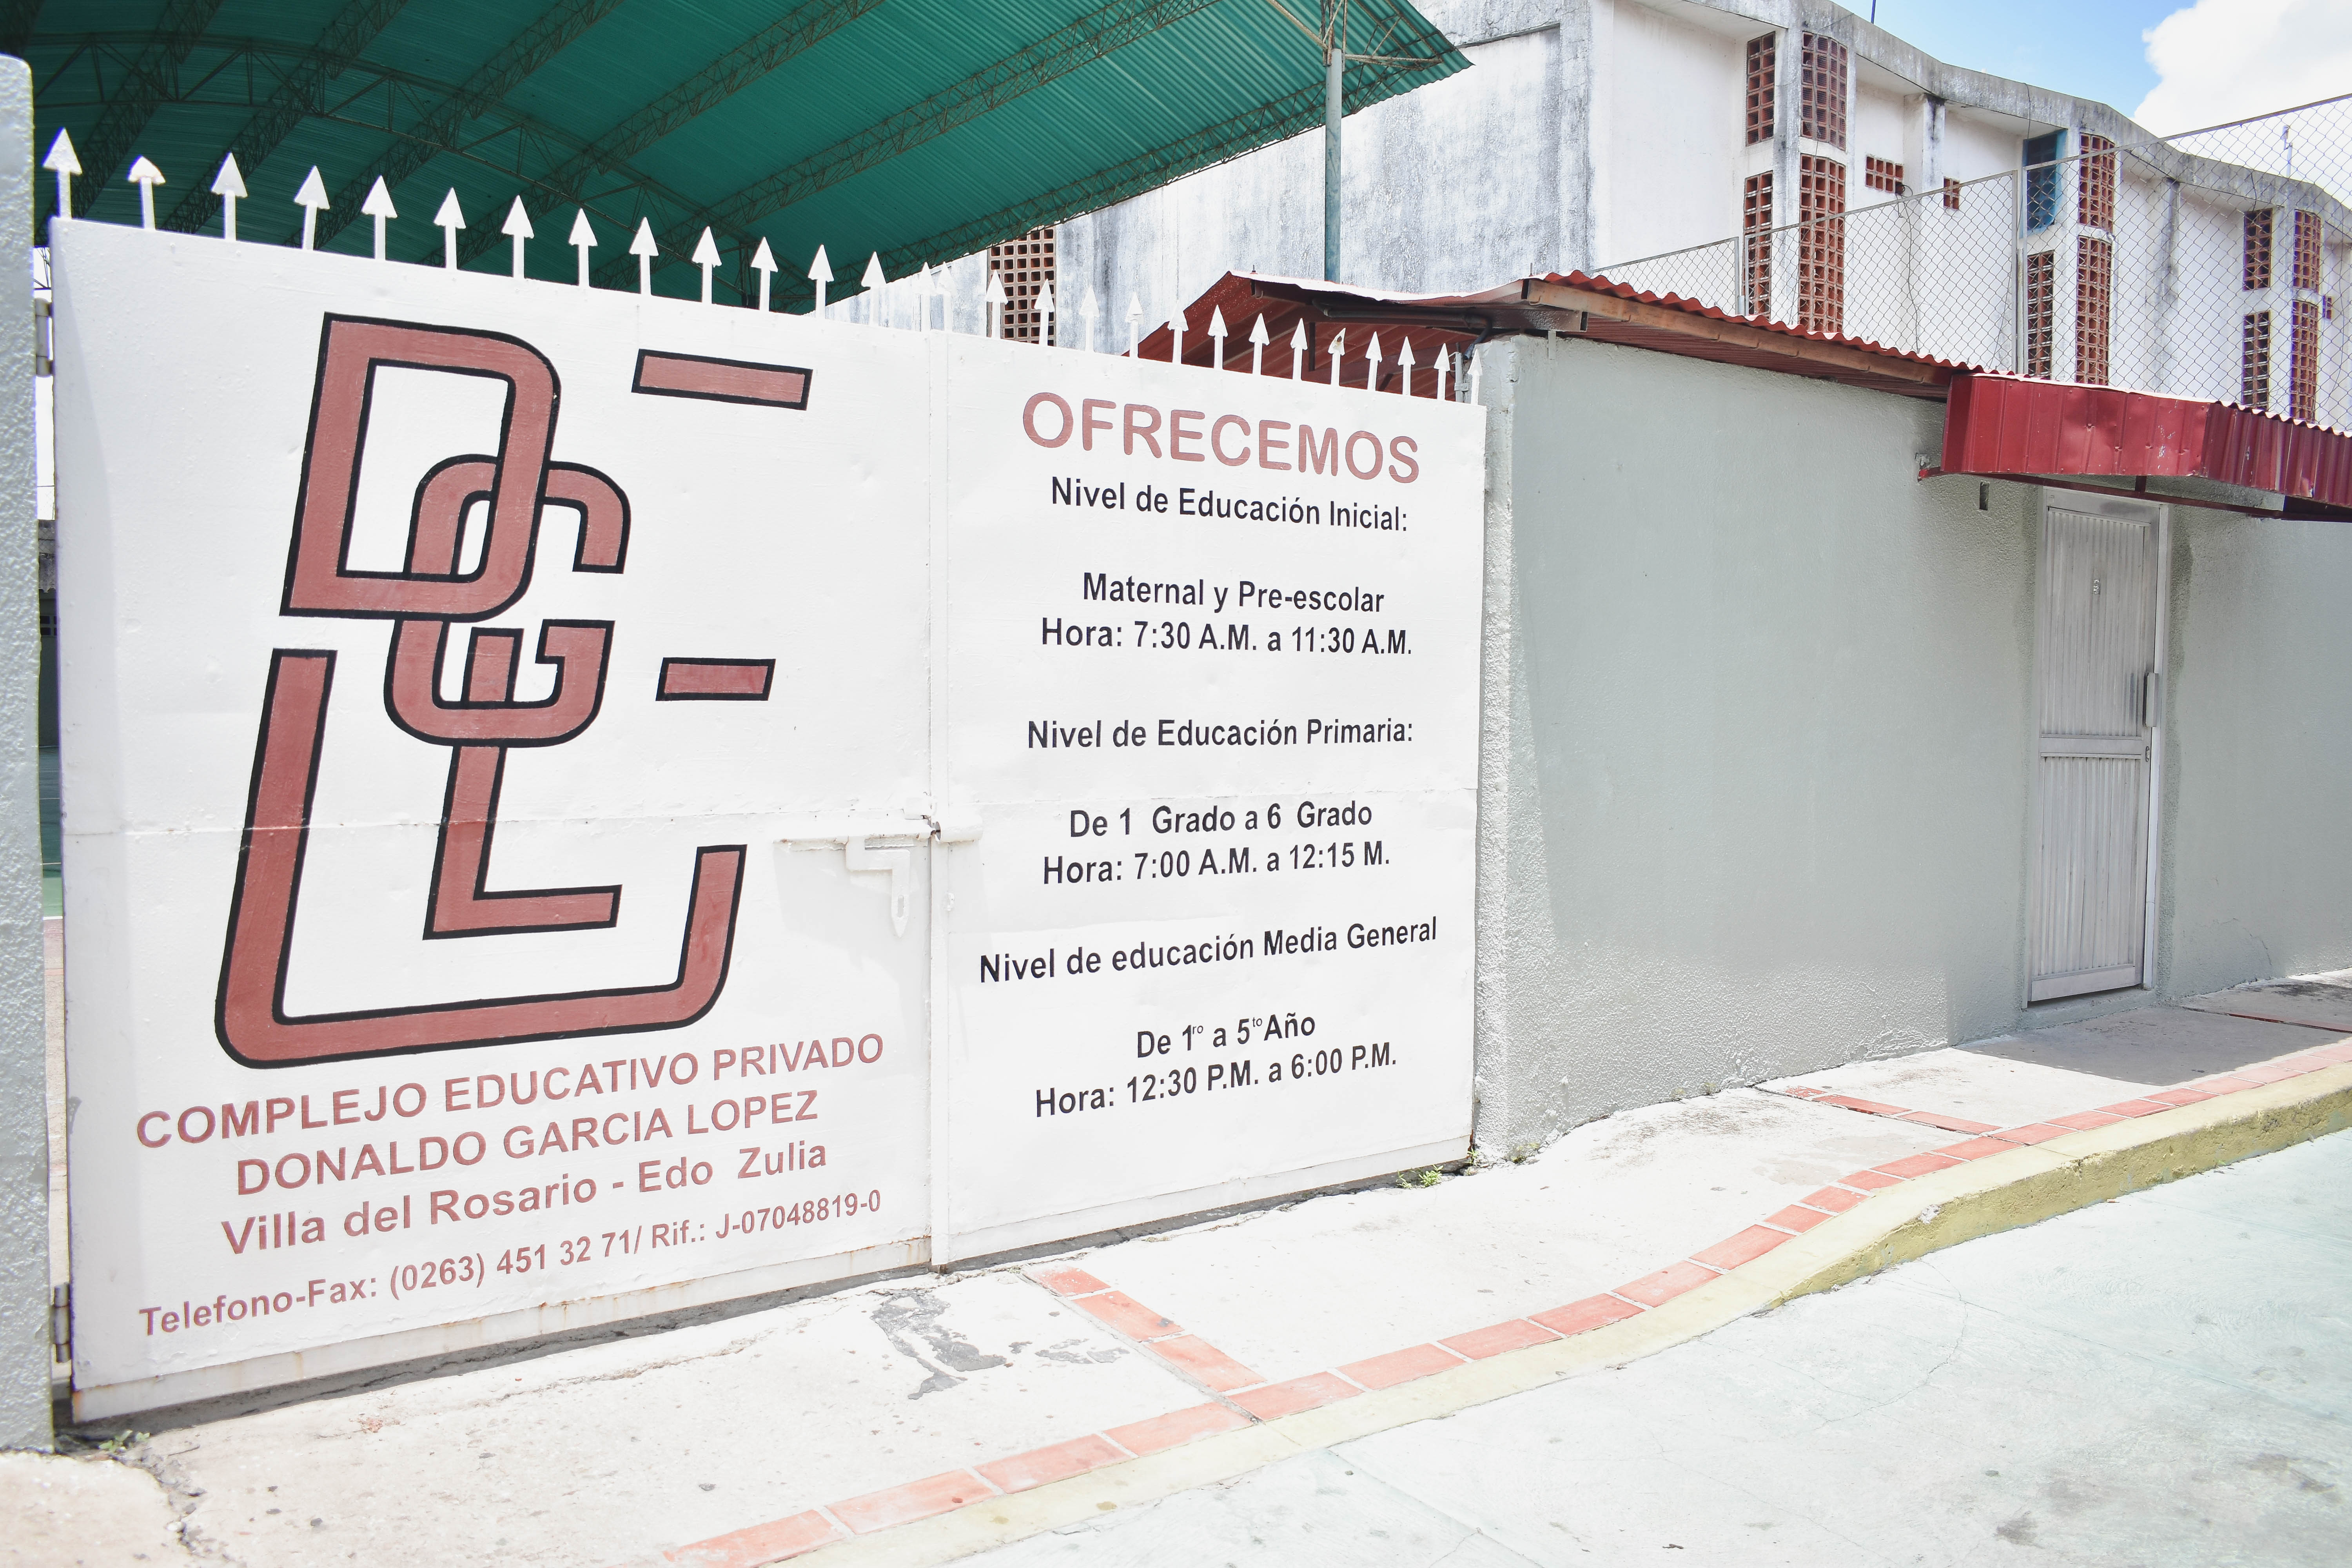 DGL
COMPLEJO EDUCATIVO PRIVADO
DONALDO GARCIA LOPEZ
Villa del Rosario - Edo Zulia
Telefono-Fax: (0263) 451 32 71/ Rif.: J-07048819-0
OFRECEMOS
Nivel de Educación Inicial:
Maternal y Pre-escolar
Hora: 7:30 A.M. a 11:30 A.M.
Nivel de Educación Primaria:
De 1 Grado a 6 Grado
Hora: 7:00 A.M. a 12:15 M.
Nivel de educación Media General
De 1ro a 5to Año
Hora: 12:30 P.M. a 6:00 P.M.